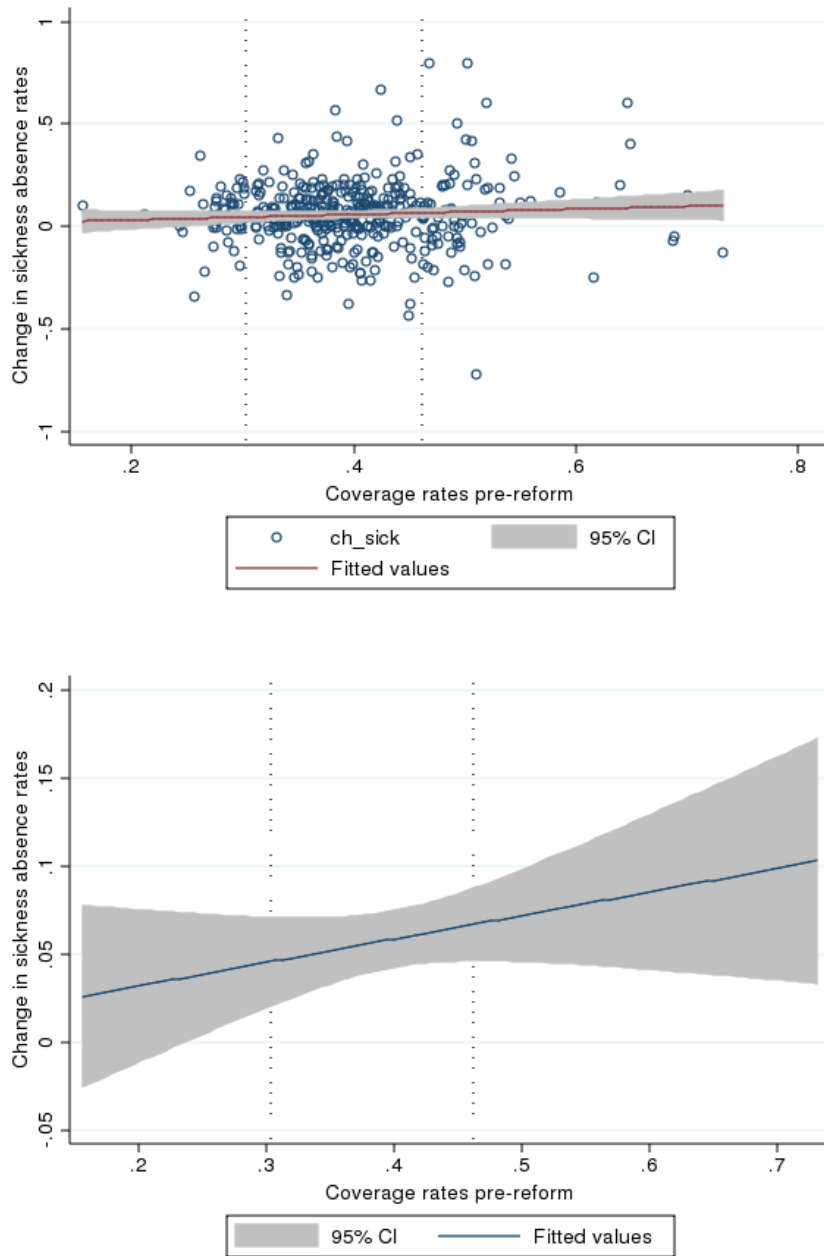 Change in sickness absence rates
1
.5
0
-.5
-1
.2
.4
.6
.8
Coverage rates pre-reform
ch_sick
95% CI
Fitted values
Change in sickness absence rates
.2
.15
.1
.05
0
-.05
.2
.3
.4
.5
.6
.7
Coverage rates pre-reform
95% CI
Fitted values